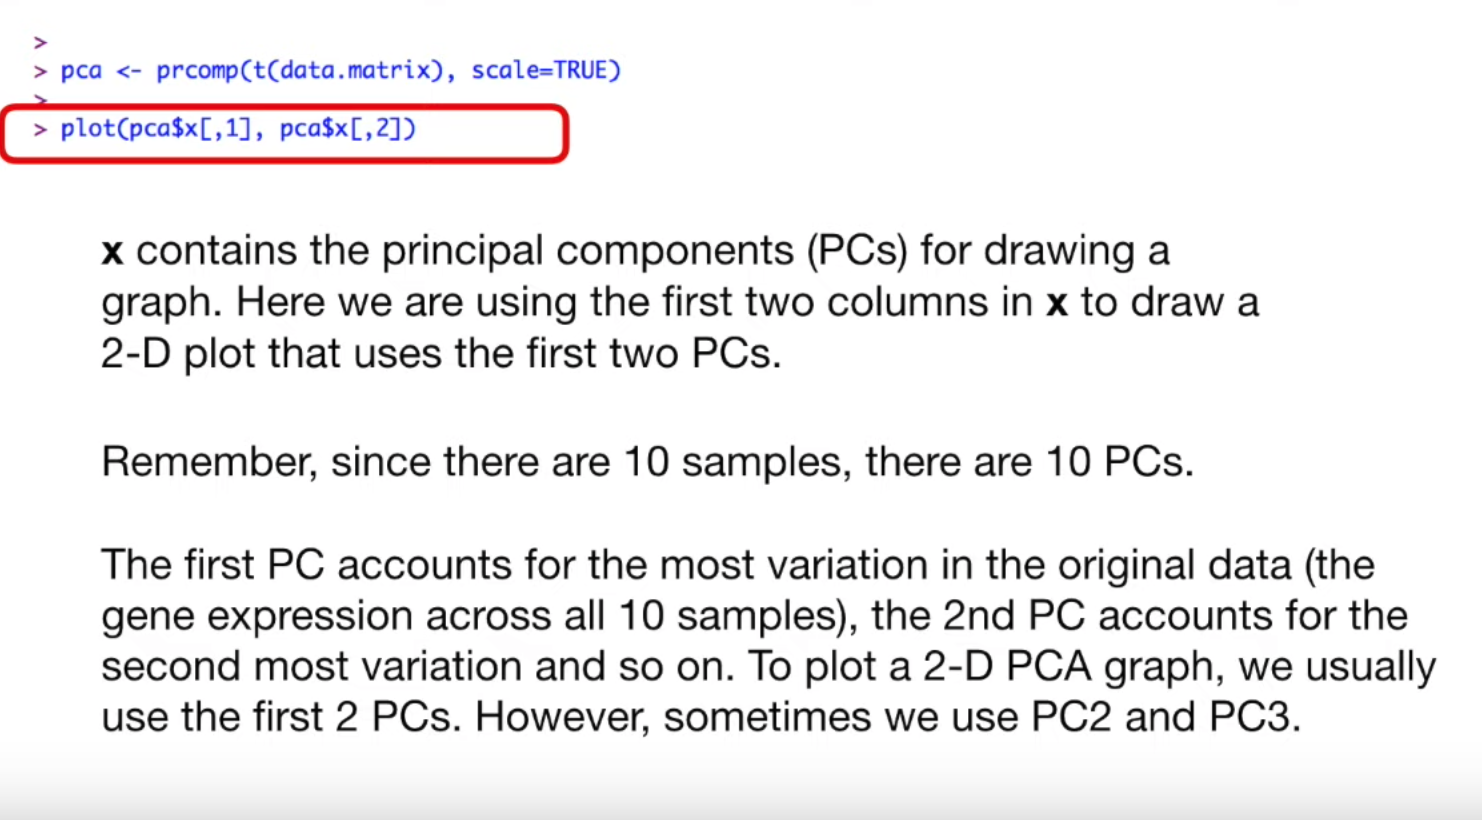 >
> pca <- prcomp(t(data.matrix), scale=TRUE)
>
> plot(pca$x[,1], pca$x[,2])
x contains the principal components (PCs) for drawing a
graph. Here we are using the first two columns in x to draw a
2-D plot that uses the first two PCs.
Remember, since there are 10 samples, there are 10 PCs.
The first PC accounts for the most variation in the original data (the
gene expression across all 10 samples), the 2nd PC accounts for the
second most variation and so on. To plot a 2-D PCA graph, we usually
use the first 2 PCs. However, sometimes we use PC2 and PC3.